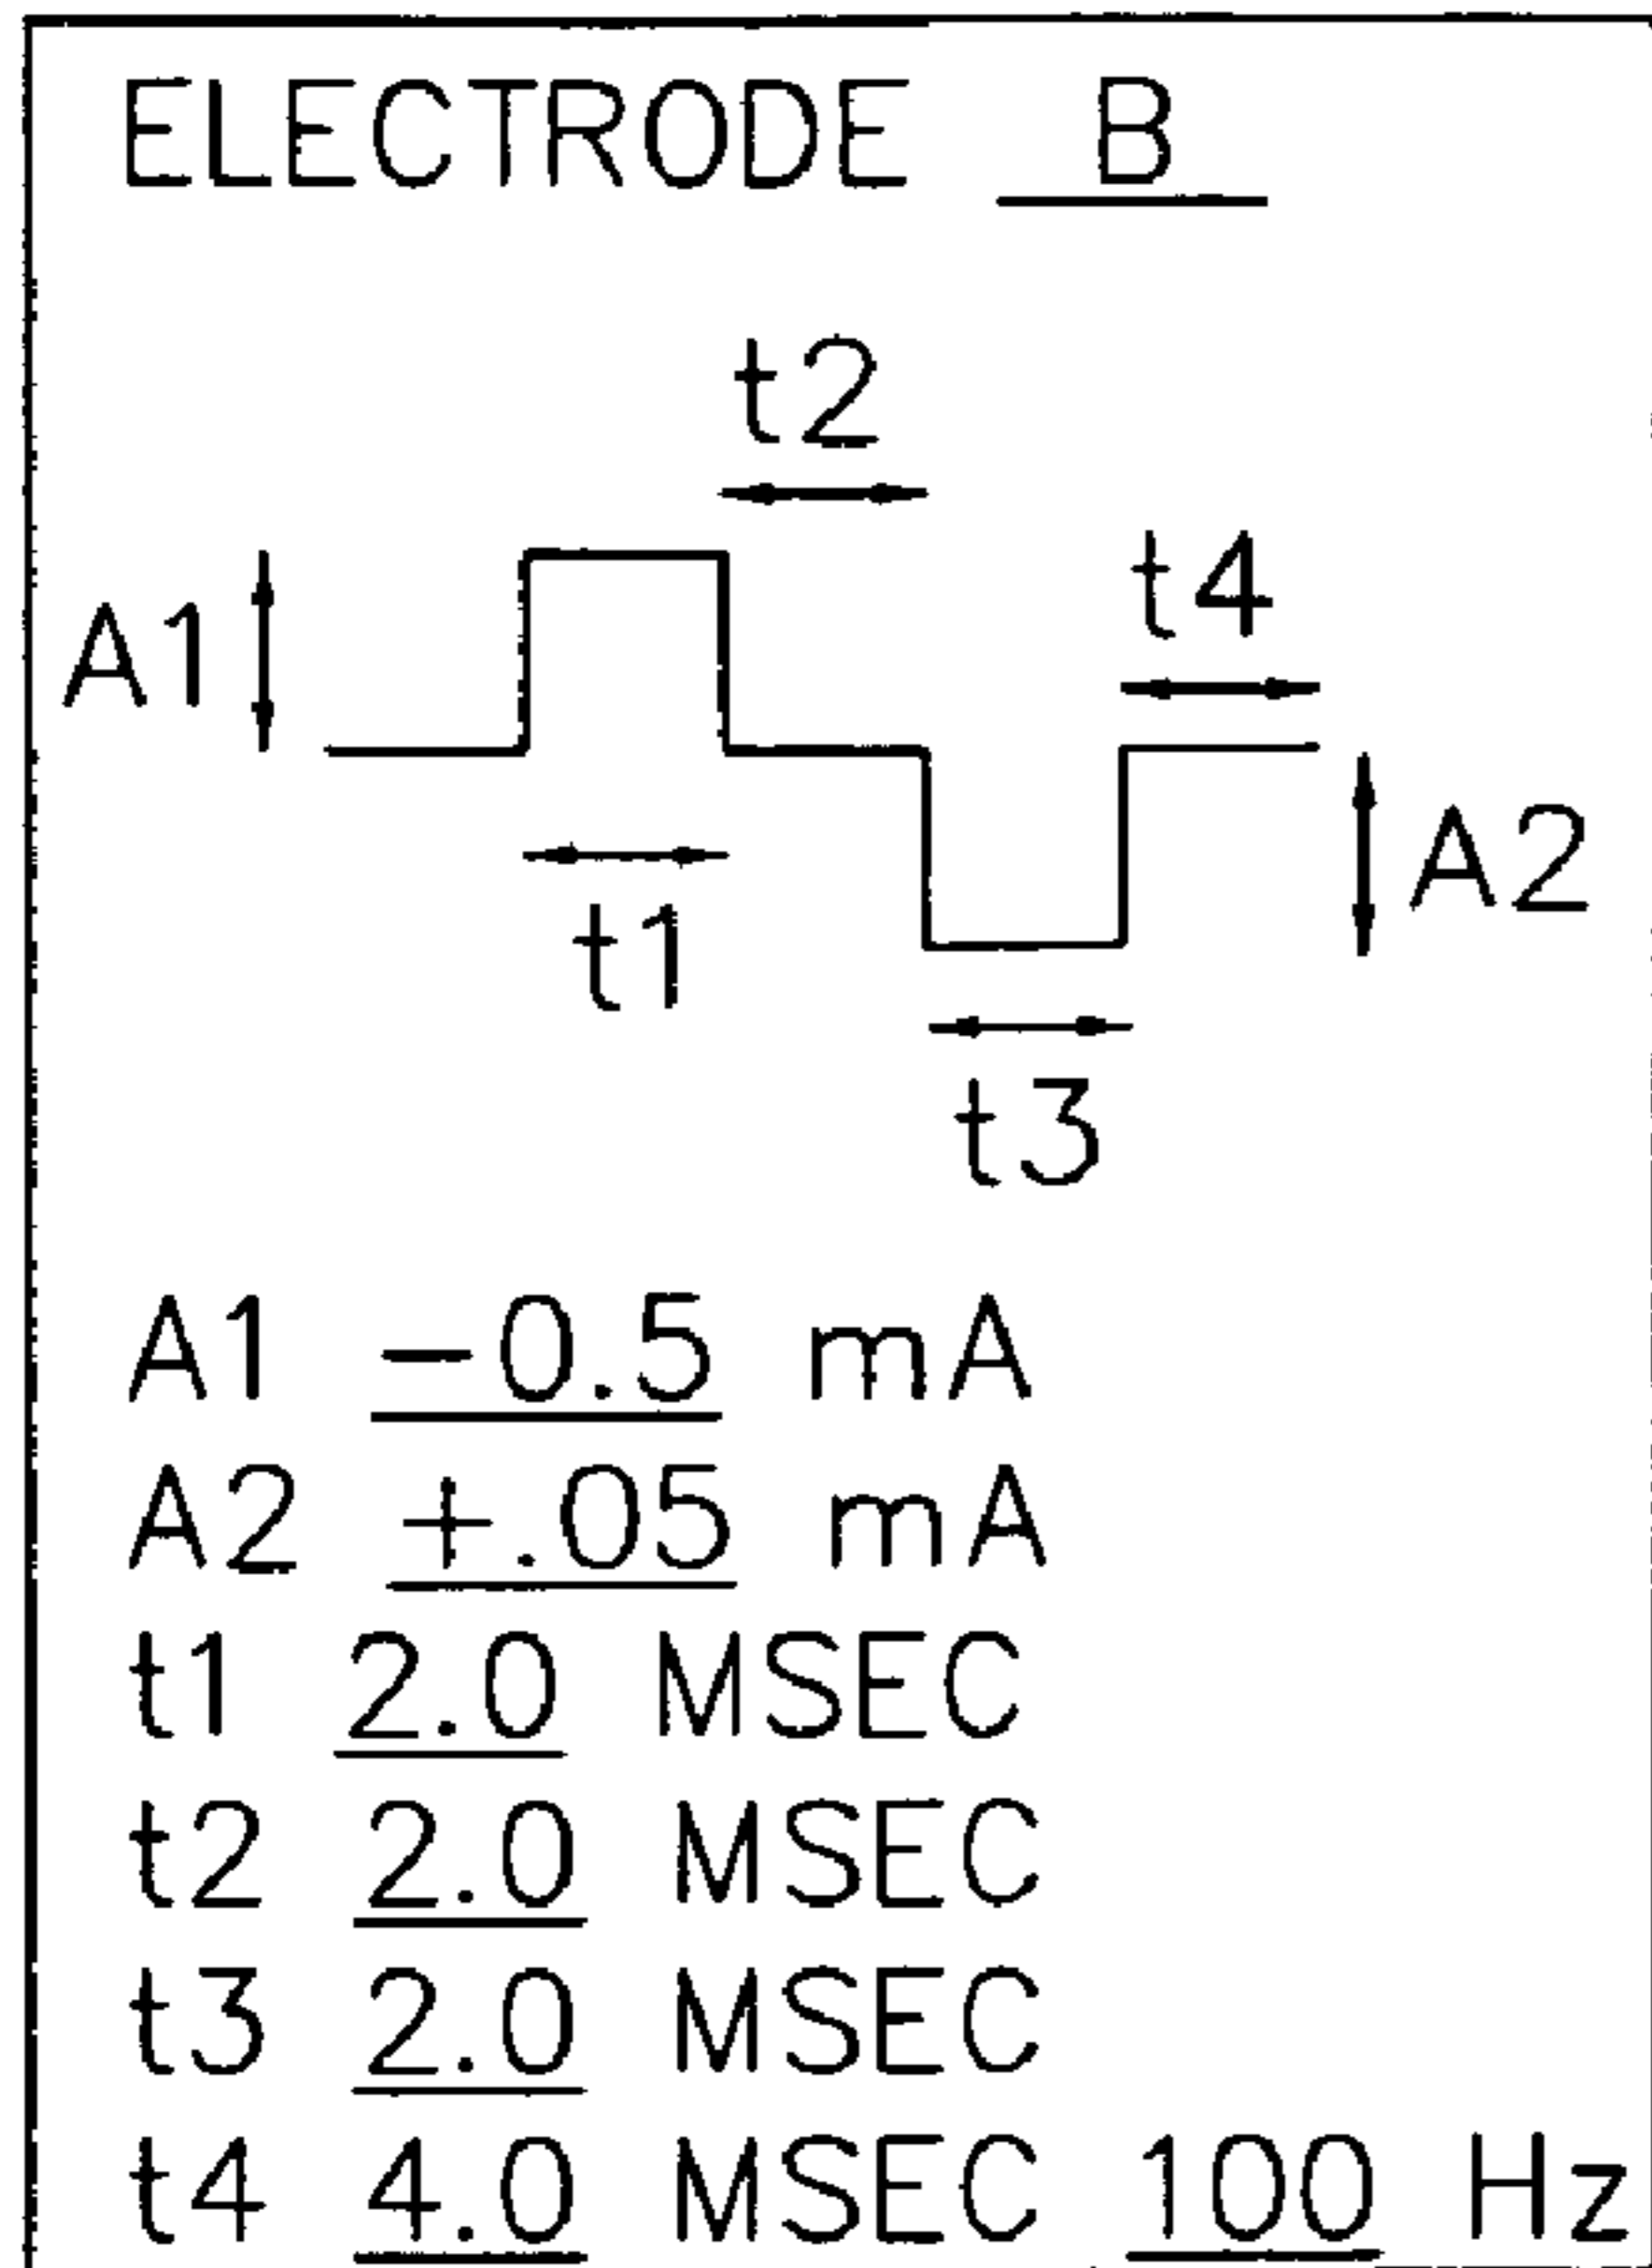 ELECTRODE B
t2
t4
A1
A2
t1
t3
A1 -0.5 mA
A2 +.05 mA
t1 2.0 MSEC
t2 2.0 MSEC
t3 2.0 MSEC
t4 4.0 MSEC 100 Hz